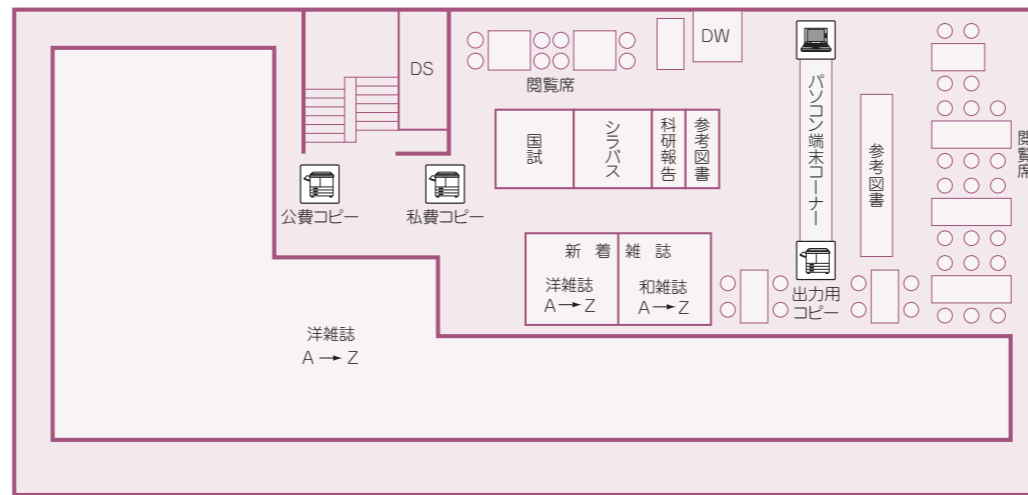 DS
DW
閲覧席
国試
シラバス
科研報告
参考図書
パソコン端末コーナー
参考図書
閲覧席
公費コピー
私費コピー
新着雑誌
洋雑誌
A→Z
和雑誌
A→Z
出力用
コピー
洋雑誌
A→Z